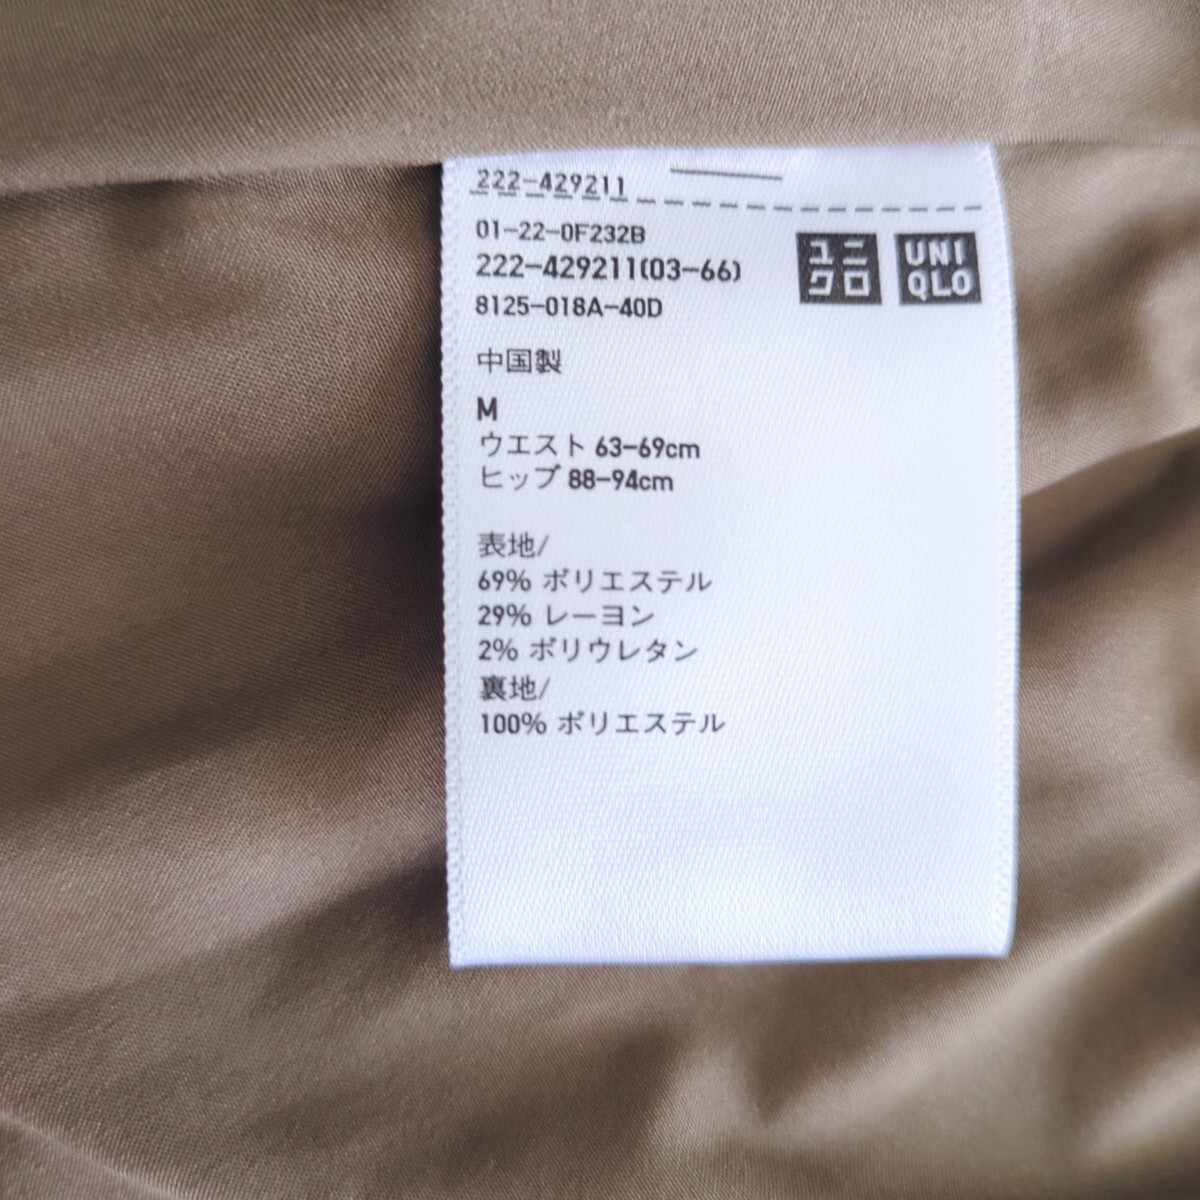 222-429211
01-22-0F232B
222-429211(03-66)
8125-018A-40D
ユニ
クロ
UNI
QLO
中国製
M
ウエスト 63-69cm
ヒップ 88-94cm
表地/
69% ポリエステル
29% レーヨン
2% ポリウレタン
裏地/
100% ポリエステル